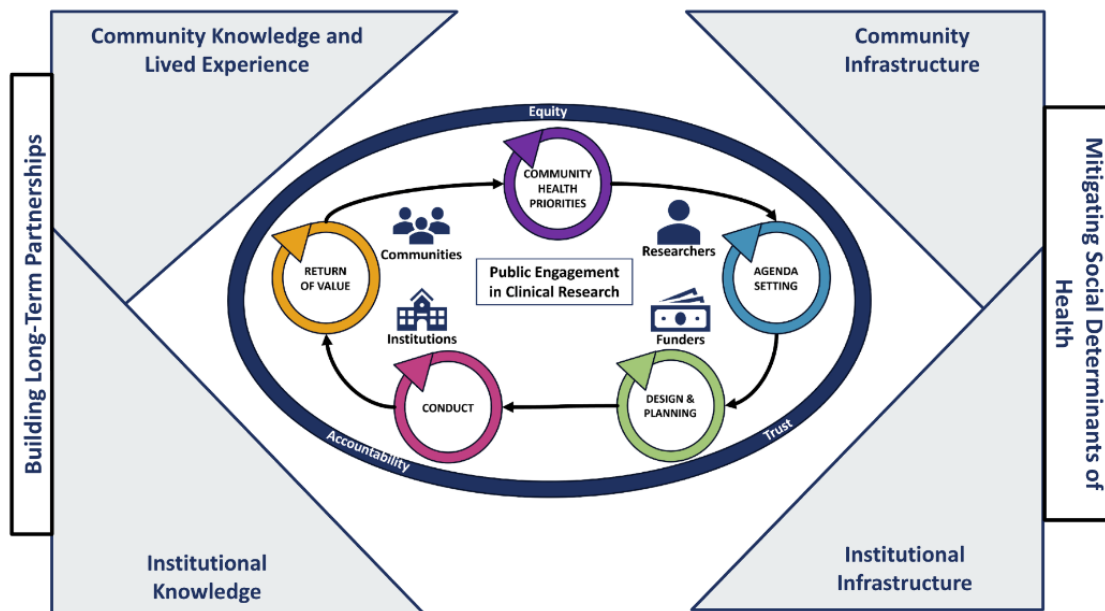 Community Knowledge and
Lived Experience
Community
Infrastructure
Building Long-Term Partnerships
Mitigating Social Determinants of
Health
Equity
COMMUNITY
HEALTH
PRIORITIES
Communities
Researchers
RETURN
OF VALUE
Public Engagement
in Clinical Research
AGENDA
SETTING
Institutions
Funders
CONDUCT
DESIGN &
PLANNING
Accountability
Trust
Institutional
Knowledge
Institutional
Infrastructure